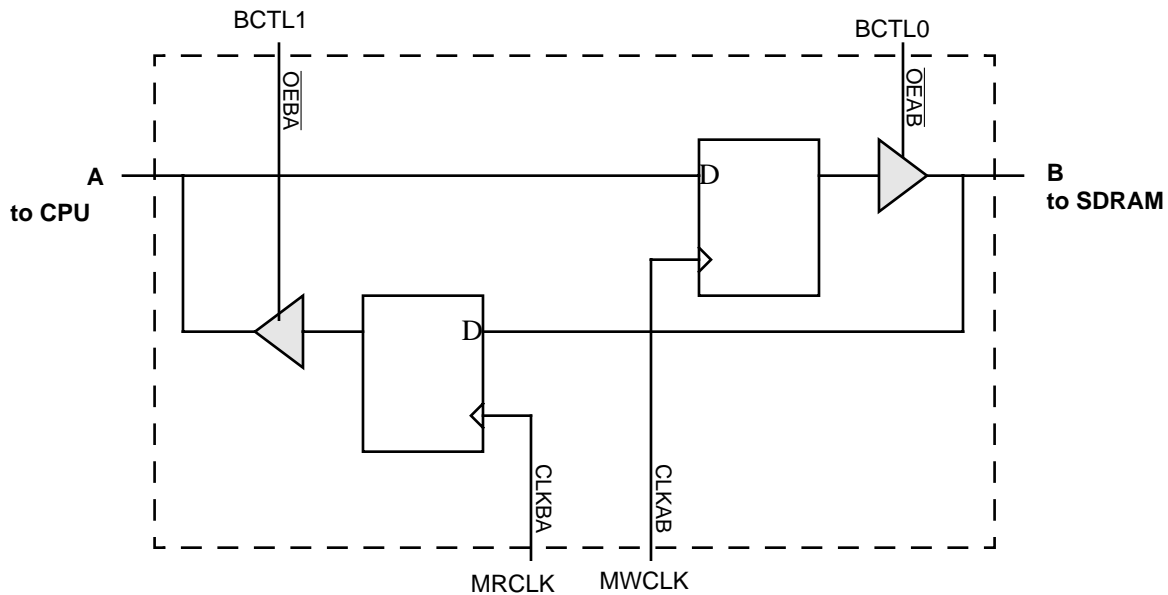 BCTL1
BCTL0
OEBA
OEAB
A
to CPU
D
B
to SDRAM
D
CLKBA
CLKAB
MRCLK
MWCLK